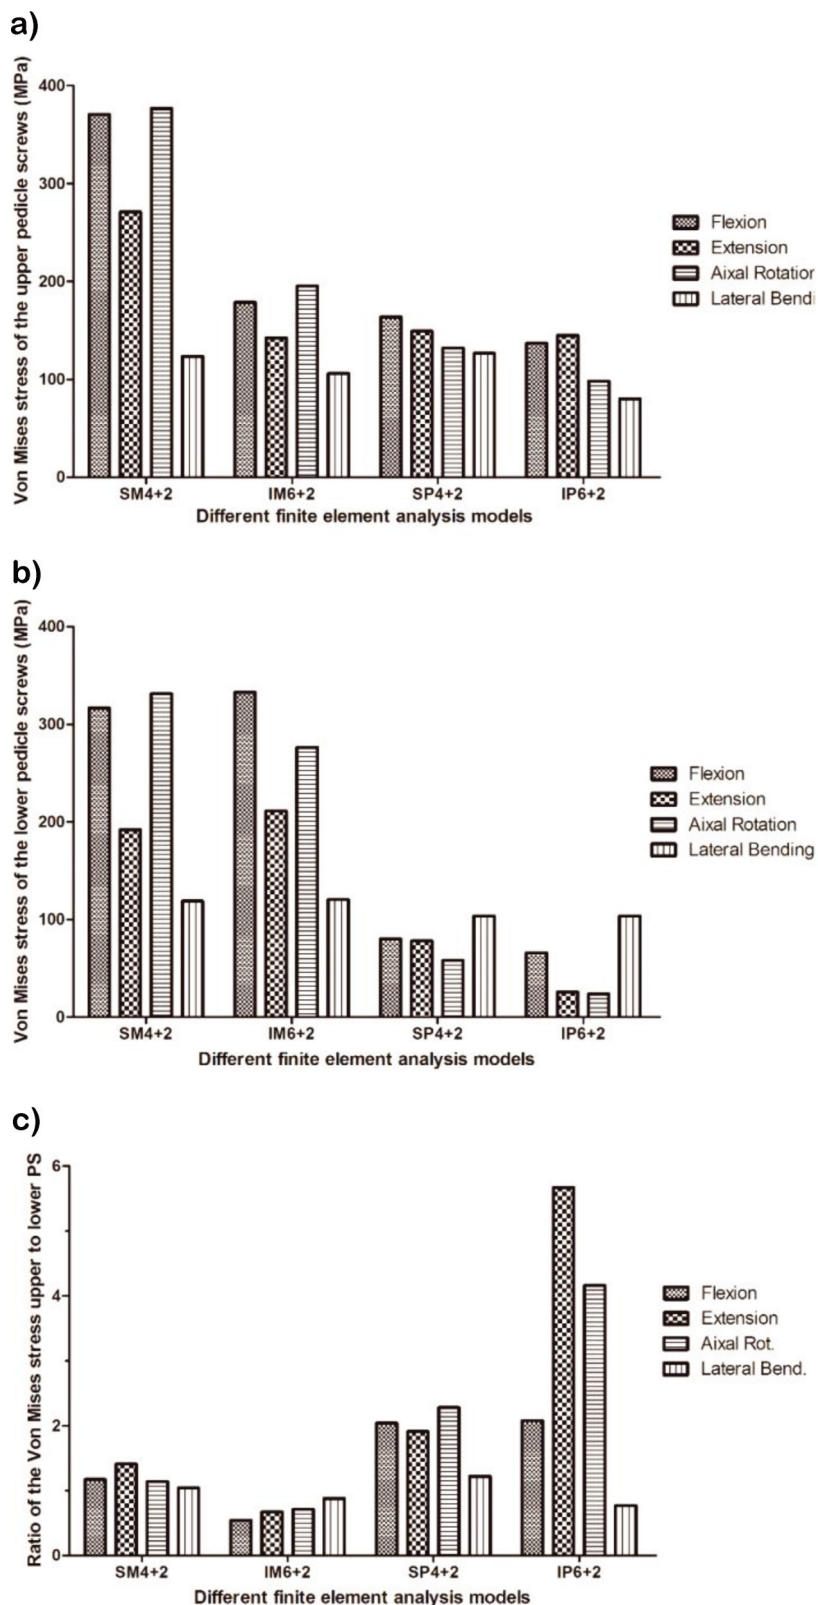 a)
Von Mises stress of the upper pedicle screws (MPa)
400
300
200
100
0
SM4+2 IM6+2 SP4+2 IP6+2
Different finite element analysis models
Flexion
Extension
Aixal Rotatior
Lateral Bendi
b)
Von Mises stress of the lower pedicle screws (MPa)
400
300
200
100
0
SM4+2 IM6+2 SP4+2 IP6+2
Different finite element analysis models
Flexion
Extension
Aixal Rotation
Lateral Bending
c)
Ratio of the Von Mises stress upper to lower PS
6
4
2
0
SM4+2 IM6+2 SP4+2 IP6+2
Different finite element analysis models
Flexion
Extension
Aixal Rot.
Lateral Bend.